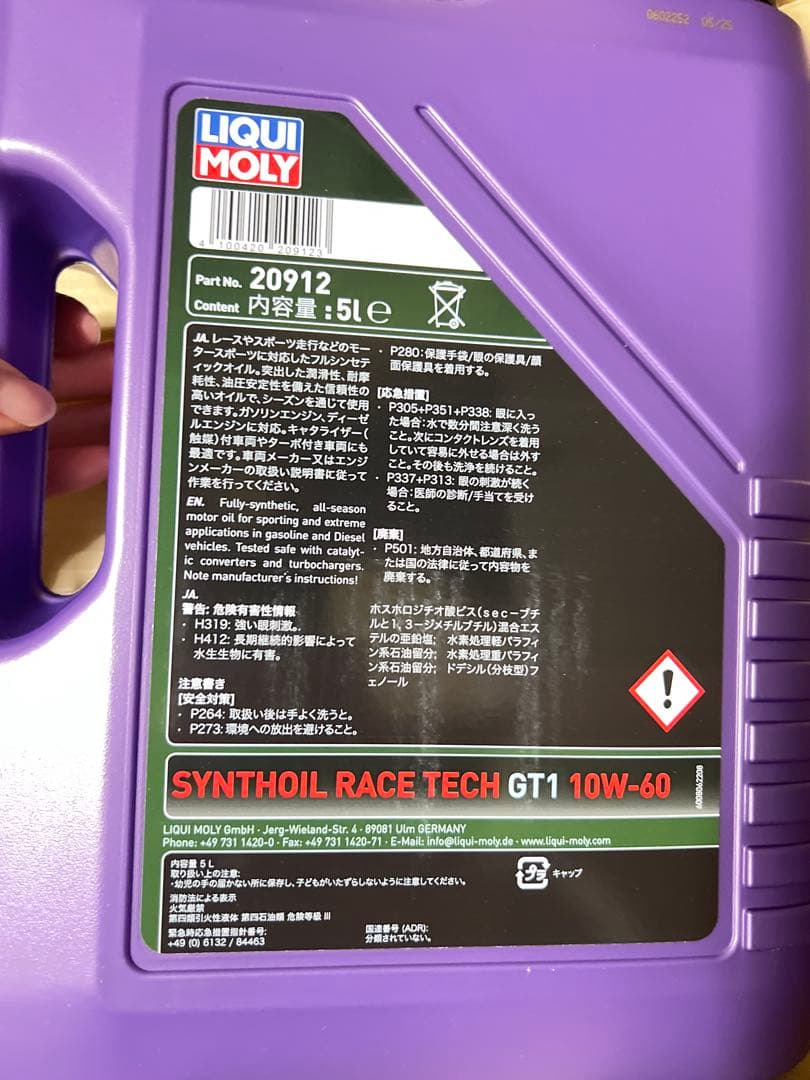 0602252 05/25
LIQUI
MOLY
4 100420 209123
Part No. 20912
Content 内容量:5l e
JA. レースやスポーツ走行などのモー
タースポーツに対応したフルシンセテ
ィックオイル。突出した潤滑性、耐摩
耗性、油圧安定性を備えた信頼性の
高いオイルで、シーズンを通じて使用
できます。ガソリンエンジン、ディーゼ
ルエンジンに対応。キャタライザー(
触媒)付車両やターボ付き車両にも
最適です。車両メーカー又はエンジ
ンメーカーの取扱い説明書に従って
作業を行ってください。
EN. Fully-synthetic, all-season
motor oil for sporting and extreme
applications in gasoline and Diesel
vehicles. Tested safe with catalyt-
ic converters and turbochargers.
Note manufacturer's instructions!
JA.
警告: 危険有害性情報
・ H319: 強い眼刺激。
・ H412: 長期継続的影響によって
水生生物に有害。
注意書き
[安全対策]
・ P264: 取扱い後は手よく洗うと。
・ P273: 環境への放出を避けること。
・ P280: 保護手袋/眼の保護具/顔
面保護具を着用する。
[応急措置]
・ P305+P351+P338: 眼に入っ
た場合: 水で数分間注意深く洗う
こと。次にコンタクトレンズを着用
していて容易に外せる場合は外す
こと。その後も洗浄を続けること。
・ P337+P313: 眼の刺激が続く
場合: 医師の診断/手当てを受け
ること。
[廃棄]
・ P501: 地方自治体、都道府県、ま
たは国の法律に従って内容物を
廃棄する。
ホスホロジチオ酸ビス(sec-ブチ
ルと1, 3-ジメチルブチル)混合エス
テルの亜鉛塩; 水素処理軽パラフィ
ン系石油留分; 水素処理重パラフィ
ン系石油留分; ドデシル(分枝型)フ
ェノール
SYNTHOIL RACE TECH GT1 10W-60
6008062208
LIQUI MOLY GmbH · Jerg-Wieland-Str. 4 · 89081 Ulm GERMANY
Phone: +49 731 1420-0 · Fax: +49 731 1420-71 · E-Mail: info@liqui-moly.de · www.liqui-moly.com
内容量 5 L
取り扱い上の注意:
・幼児の手の届かない所に保存し、子どもがいたずらしないように注意してください。
消防法による表示
火気厳禁
第四類引火性液体 第四石油類 危険等級 III
緊急時応急措置指針番号:
+49 (0) 6132 / 84463
国連番号 (ADR):
分類されていない。
プラ キャップ